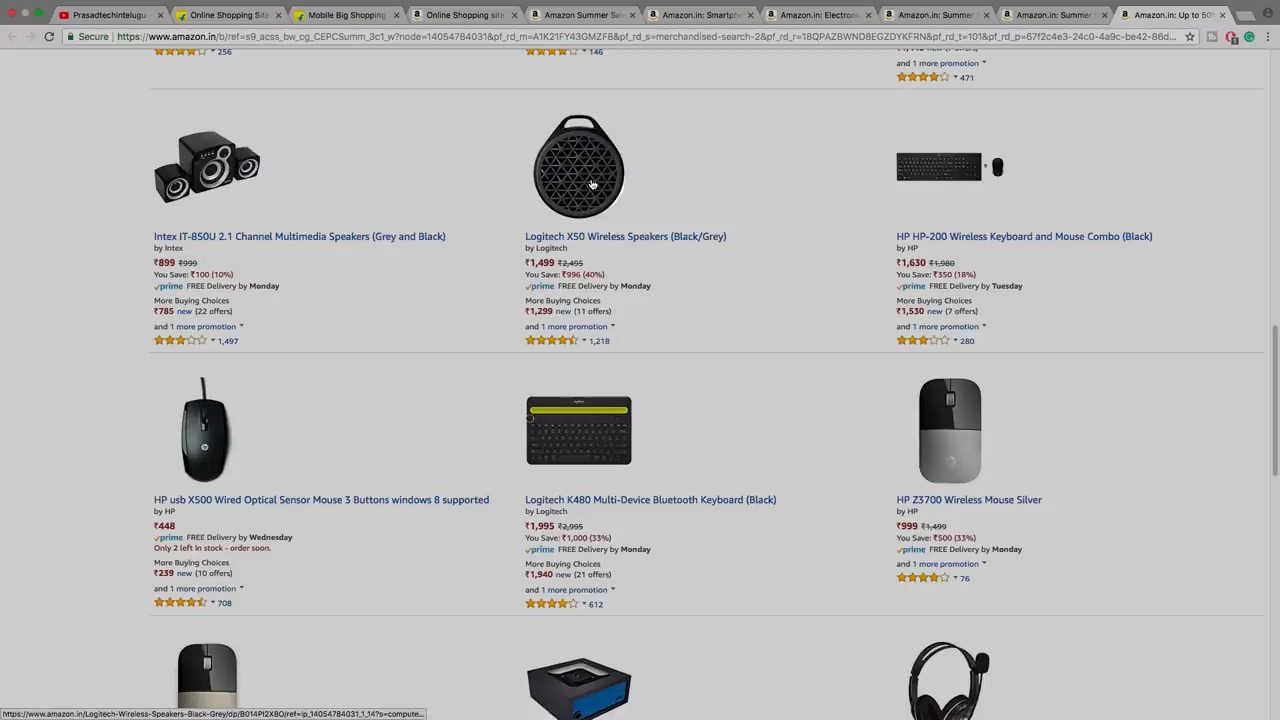 Prasadtechintelugu
Online Shopping Site
Mobile Big Shopping
Online Shopping site
Amazon Summer Sal
Amazon.in: Smartph
Amazon.in: Electroni
Amazon.in: Summer
Amazon.in: Summer
Amazon.in: Up to 50%
Secure
256
146
and 1 more promotion
471
Intex IT-850U 2.1 Channel Multimedia Speakers (Grey and Black)
by Intex
₹899 ₹999
You Save: ₹100 (10%)
prime FREE Delivery by Monday
More Buying Choices
₹785 new (22 offers)
and 1 more promotion
1,497
Logitech X50 Wireless Speakers (Black/Grey)
by Logitech
₹1,499 ₹2,495
You Save: ₹996 (40%)
prime FREE Delivery by Monday
More Buying Choices
₹1,299 new (11 offers)
and 1 more promotion
1,218
HP HP-200 Wireless Keyboard and Mouse Combo (Black)
by HP
₹1,630 ₹1,980
You Save: ₹350 (18%)
prime FREE Delivery by Tuesday
More Buying Choices
₹1,530 new (7 offers)
and 1 more promotion
280
HP usb X500 Wired Optical Sensor Mouse 3 Buttons windows 8 supported
by HP
₹448
prime FREE Delivery by Wednesday
Only 2 left in stock - order soon.
More Buying Choices
₹239 new (10 offers)
and 1 more promotion
708
Logitech K480 Multi-Device Bluetooth Keyboard (Black)
by Logitech
₹1,995 ₹2,995
You Save: ₹1,000 (33%)
prime FREE Delivery by Monday
More Buying Choices
₹1,940 new (21 offers)
and 1 more promotion
612
HP Z3700 Wireless Mouse Silver
by HP
₹999 ₹1,499
You Save: ₹500 (33%)
prime FREE Delivery by Monday
and 1 more promotion
76